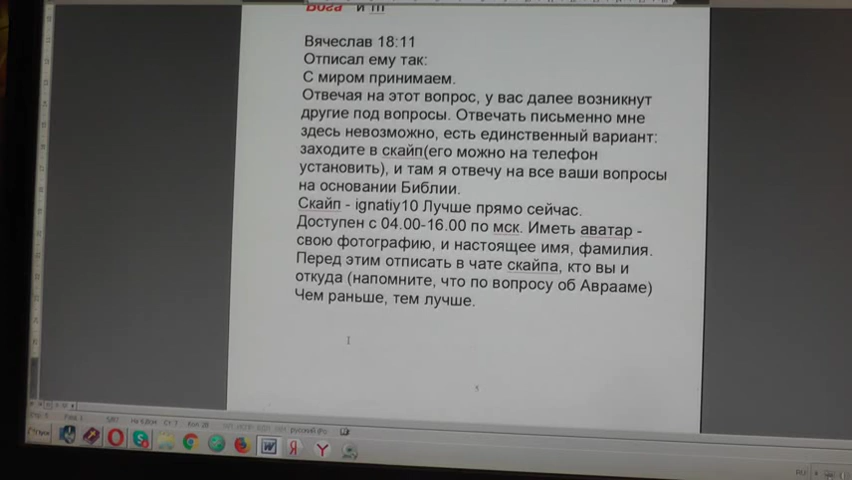 Бога и
Вячеслав 18:11
Отписал ему так:
С миром принимаем.
Отвечая на этот вопрос, у вас далее возникнут
другие под вопросы. Отвечать письменно мне
здесь невозможно, есть единственный вариант:
заходите в скайп(его можно на телефон
установить), и там я отвечу на все ваши вопросы
на основании Библии.
Скайп - ignatiy10 Лучше прямо сейчас.
Доступен с 04.00-16.00 по мск. Иметь аватар -
свою фотографию, и настоящее имя, фамилия.
Перед этим отписать в чате скайпа, кто вы и
откуда (напомните, что по вопросу об Аврааме)
Чем раньше, тем лучше.
5
RU